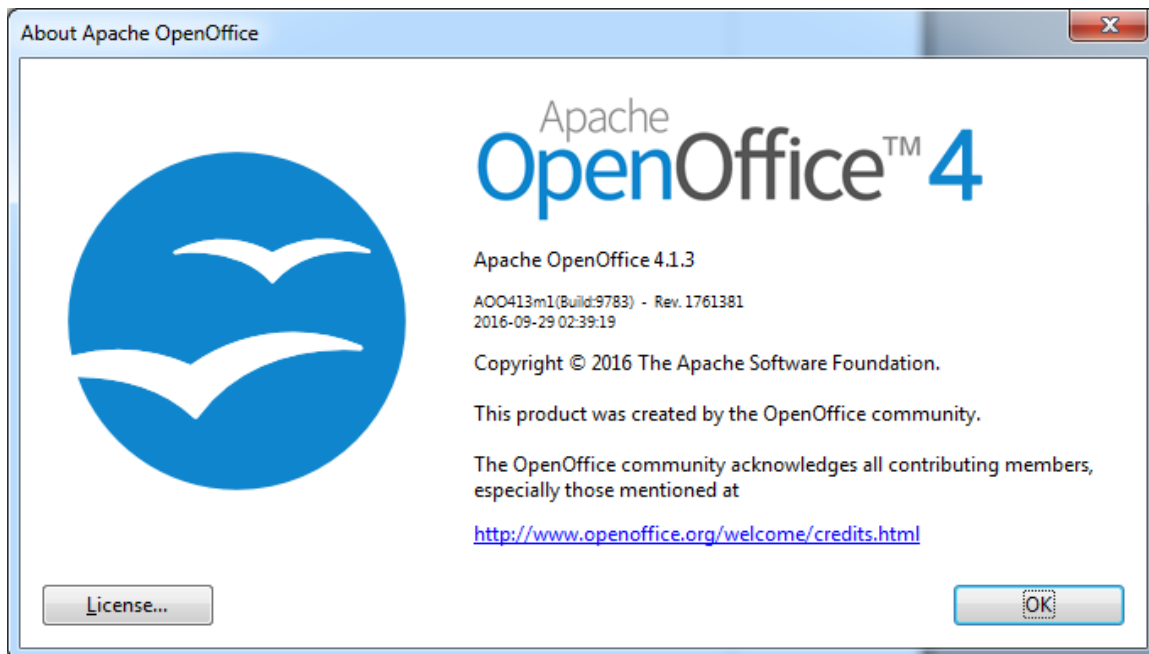 About Apache OpenOffice
X
Apache
OpenOffice™ 4
Apache OpenOffice 4.1.3
AOO413m1(Build:9783) - Rev. 1761381
2016-09-29 02:39:19
Copyright © 2016 The Apache Software Foundation.
This product was created by the OpenOffice community.
The OpenOffice community acknowledges all contributing members,
especially those mentioned at
http://www.openoffice.org/welcome/credits.html
License...
OK